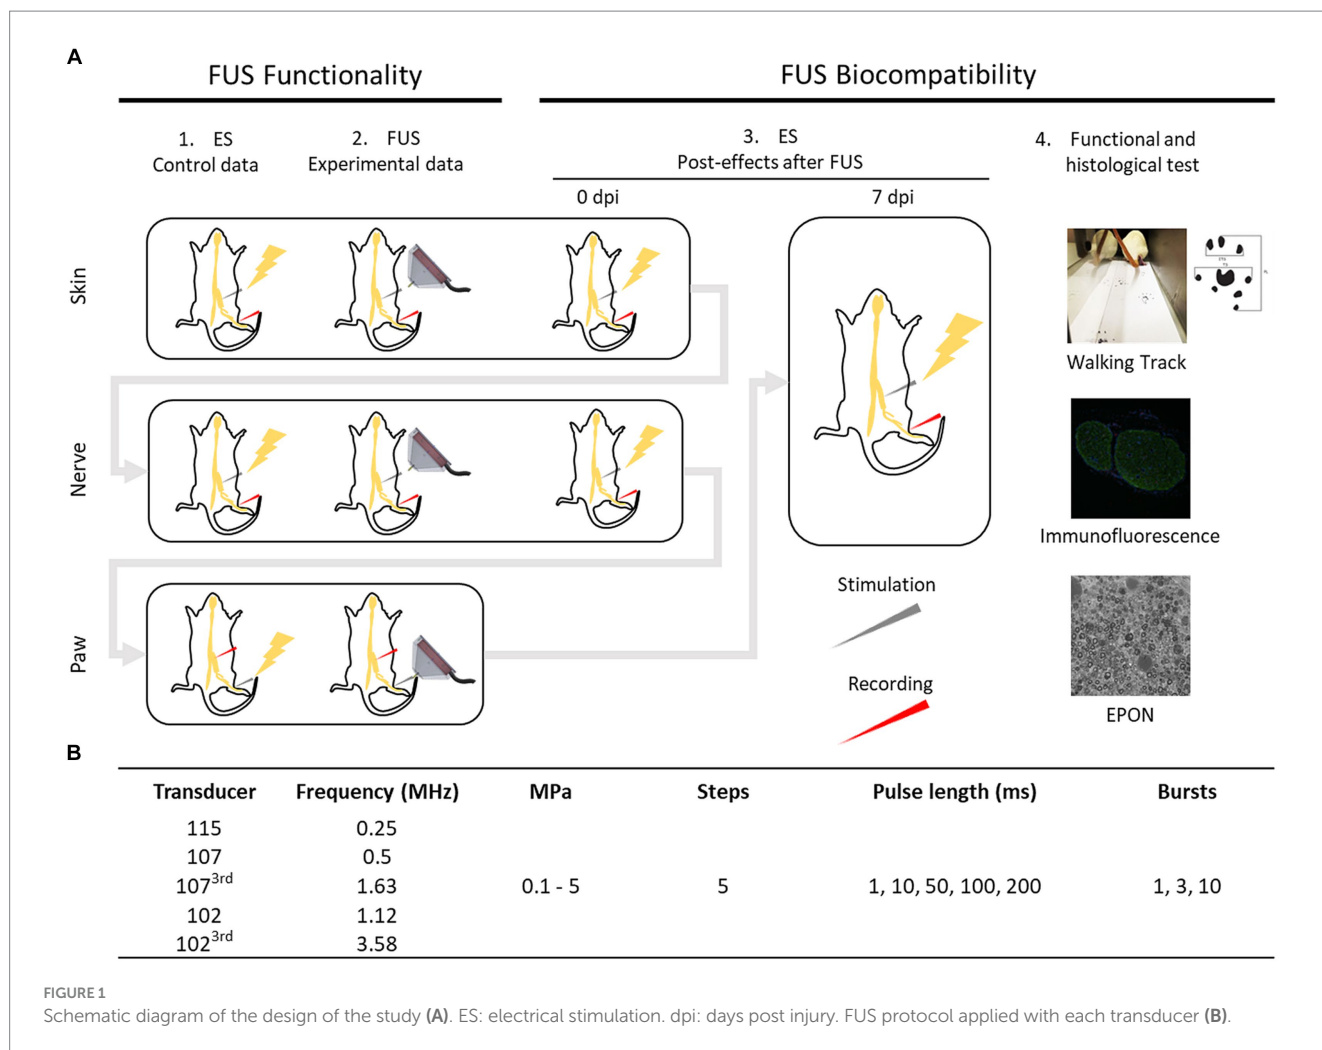 A
FUS Functionality
FUS Biocompatibility
1. ES
Control data
2. FUS
Experimental data
3. ES
Post-effects after FUS
4. Functional and
histological test
0 dpi
7 dpi
Skin
Nerve
Paw
Walking Track
Immunofluorescence
EPON
Stimulation
Recording
B
Transducer Frequency (MHz) MPa Steps Pulse length (ms) Bursts
115 0.25
107 0.5
1073rd 1.63 0.1 - 5 5 1, 10, 50, 100, 200 1, 3, 10
102 1.12
1023rd 3.58
FIGURE 1
Schematic diagram of the design of the study (A). ES: electrical stimulation. dpi: days post injury. FUS protocol applied with each transducer (B).